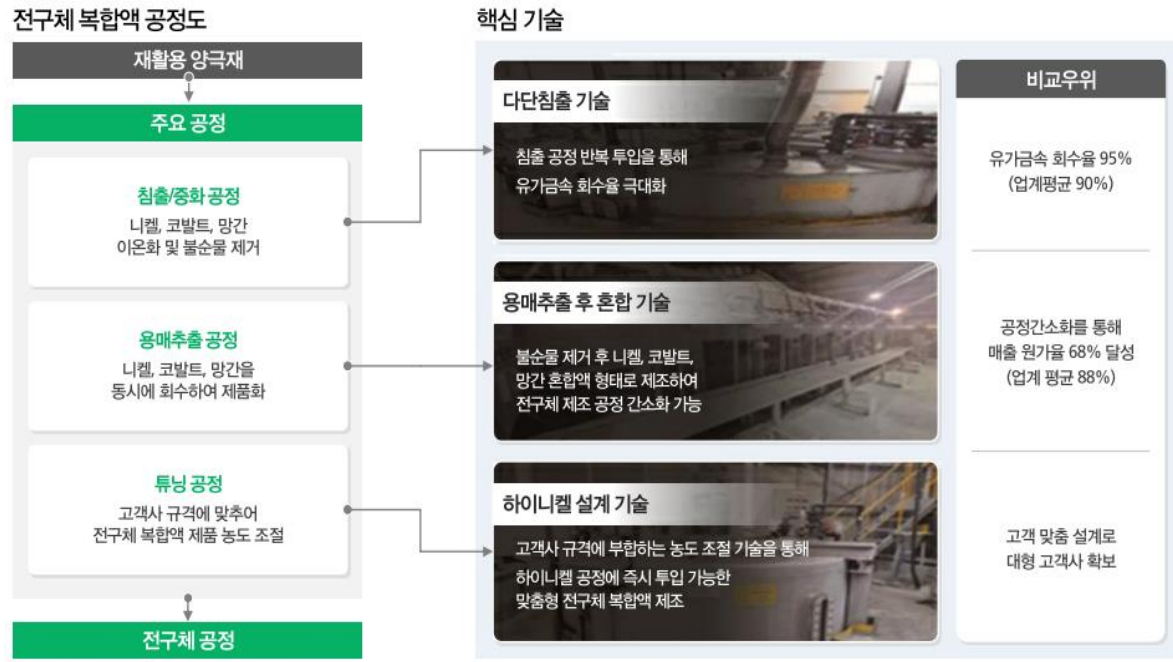 전구체 복합액 공정도
재활용 양극재
주요 공정
침출/중화 공정
니켈, 코발트, 망간
이온화 및 불순물 제거
용매추출 공정
니켈, 코발트, 망간을
동시에 회수하여 제품화
튜닝 공정
고객사 규격에 맞추어
전구체 복합액 제품 농도 조절
전구체 공정
핵심 기술
다단침출 기술
침출 공정 반복 투입을 통해
유가금속 회수율 극대화
용매추출 후 혼합 기술
불순물 제거 후 니켈, 코발트,
망간 혼합액 형태로 제조하여
전구체 제조 공정 간소화 가능
하이니켈 설계 기술
고객사 규격에 부합하는 농도 조절 기술을 통해
하이니켈 공정에 즉시 투입 가능한
맞춤형 전구체 복합액 제조
비교우위
유가금속 회수율 95%
(업계평균 90%)
공정간소화를 통해
매출 원가율 68% 달성
(업계 평균 88%)
고객 맞춤 설계로
대형 고객사 확보